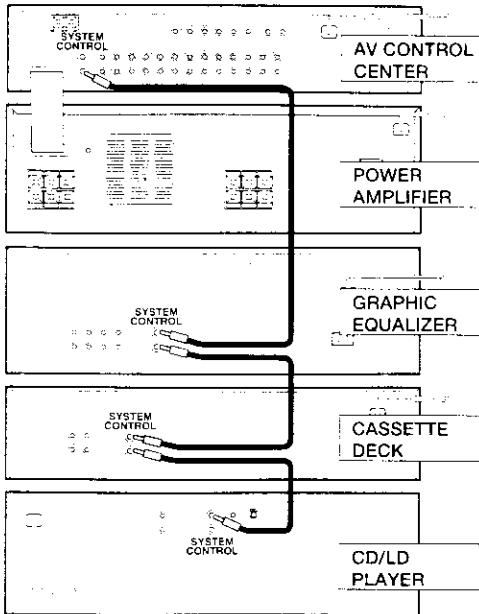 SYSTEM
CONTROL
AV CONTROL
CENTER
POWER
AMPLIFIER
SYSTEM
CONTROL
GRAPHIC
EQUALIZER
SYSTEM
CONTROL
CASSETTE
DECK
SYSTEM
CONTROL
CD/LD
PLAYER